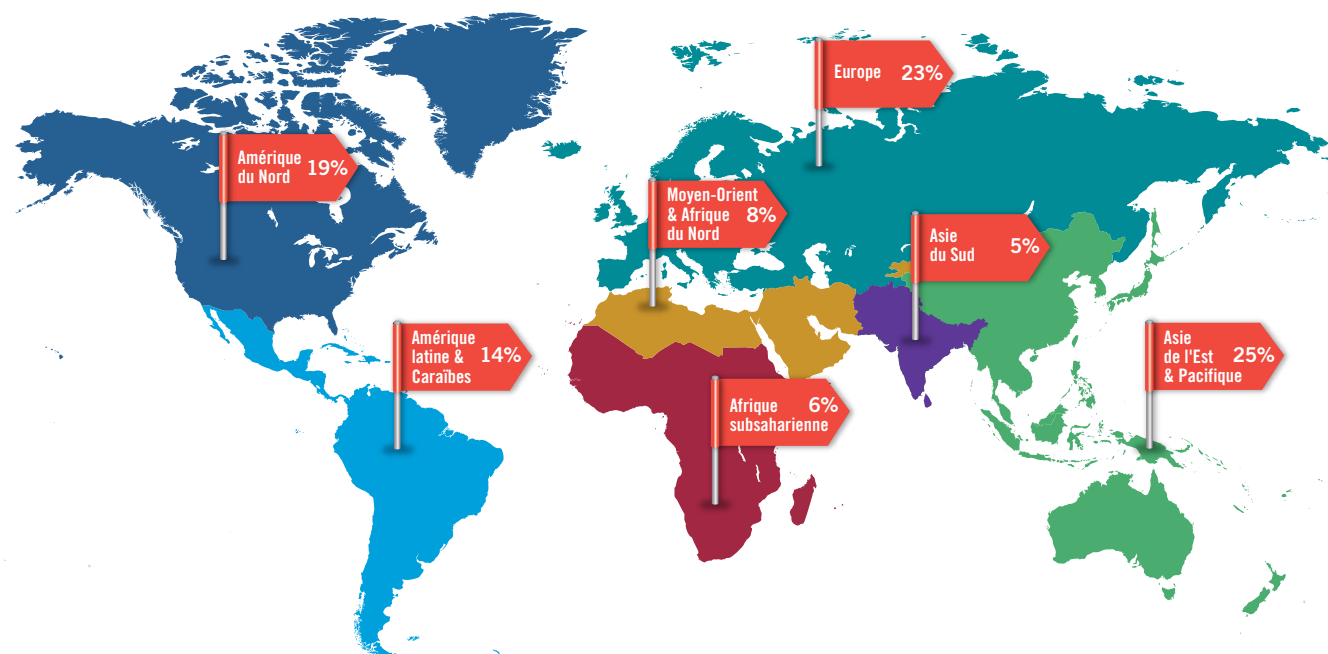 Europe 23%
Amérique
du Nord 19%
Moyen-Orient
& Afrique 8%
du Nord
Asie
du Sud 5%
Amérique
latine & 14%
Caraïbes
Asie
de l'Est 25%
& Pacifique
Afrique 6%
subsaharienne